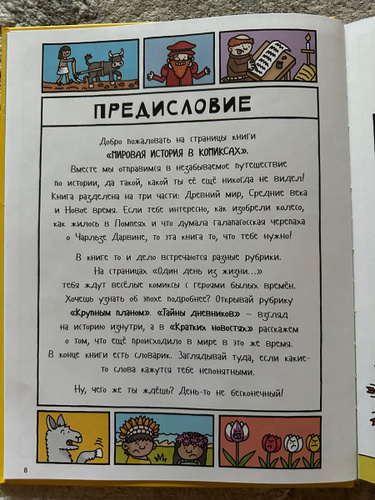 ПРЕДИСЛОВИЕ
Добро пожаловать на страницы книги
«МИРОВАЯ ИСТОРИЯ В КОМИКСАХ».
Вместе мы отправимся в незабываемое путешествие
по истории, да такой, какой ты её ещё никогда не видел!
Книга разделена на три части: Древний мир, Средние века
и Новое время. Если тебе интересно, как изобрели колесо,
как жилось в Помпеях и что думала галапагосская черепаха
о Чарльзе Дарвине, то эта книга то, что тебе нужно!
В книге то и дело встречаются разные рубрики.
На страницах «Один день из жизни...»
тебя ждут весёлые комиксы с героями былых времён.
Хочешь узнать об эпохе подробнее? Открывай рубрику
«Крупным планом». «Тайны дневников» – взгляд
на историю изнутри, а в «Кратких новостях» расскажем
о том, что ещё происходило в мире в это же время.
В конце книги есть словарик. Заглядывай туда, если какие-
то слова кажутся тебе непонятными.
Ну, чего же ты ждёшь? День-то не бесконечный!
8